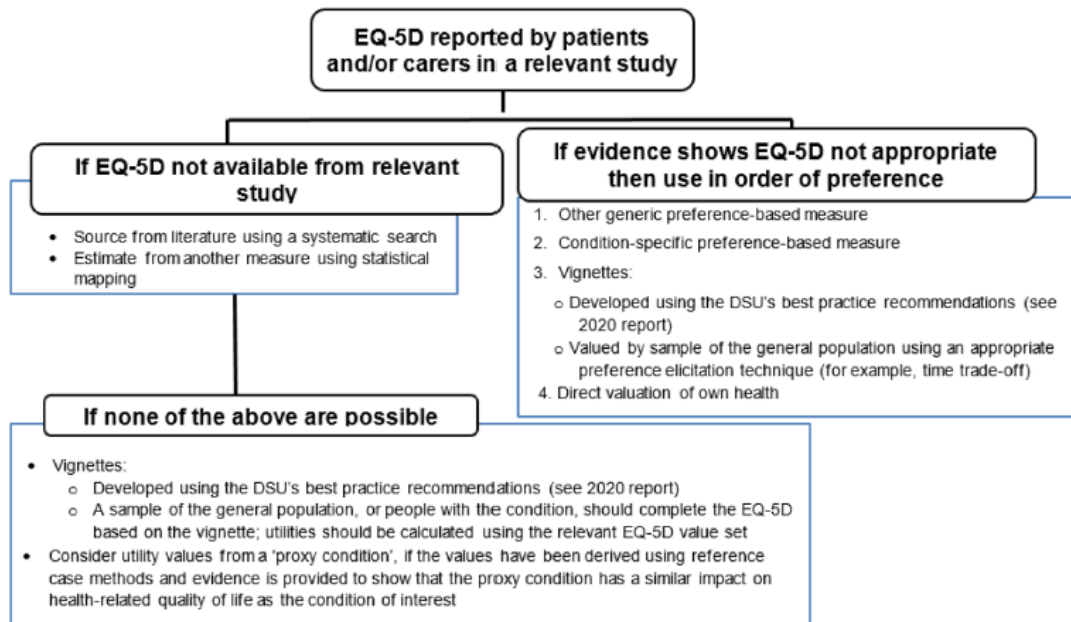 EQ-5D reported by patients
and/or carers in a relevant study
If EQ-5D not available from relevant
study
• Source from literature using a systematic search
• Estimate from another measure using statistical
mapping
If evidence shows EQ-5D not appropriate
then use in order of preference
1. Other generic preference-based measure
2. Condition-specific preference-based measure
3. Vignettes:
o Developed using the DSU's best practice recommendations (see
2020 report)
o Valued by sample of the general population using an appropriate
preference elicitation technique (for example, time trade-off)
4. Direct valuation of own health
If none of the above are possible
• Vignettes:
o Developed using the DSU's best practice recommendations (see 2020 report)
o A sample of the general population, or people with the condition, should complete the EQ-5D
based on the vignette; utilities should be calculated using the relevant EQ-5D value set
• Consider utility values from a 'proxy condition', if the values have been derived using reference
case methods and evidence is provided to show that the proxy condition has a similar impact on
health-related quality of life as the condition of interest